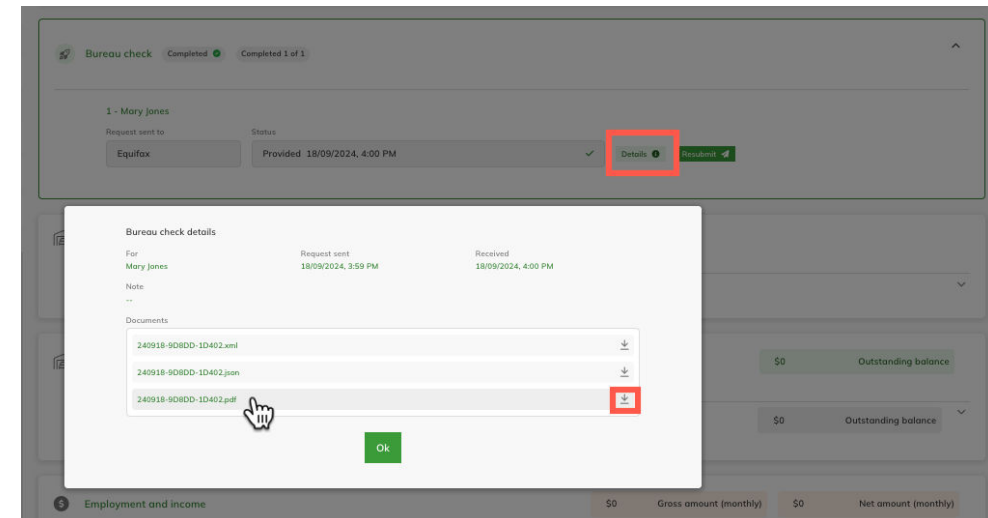 Bureau check Completed Completed 1 of 1
1 - Mary Jones
Request sent to Status
Equifax Provided 18/09/2024, 4:00 PM Details Resubmit
Bureau check details
For Request sent Received
Mary Jones 18/09/2024, 3:59 PM 18/09/2024, 4:00 PM
Note
--
Documents
240918-9D8DD-1D402.xml
240918-9D8DD-1D402.json
$0 Outstanding balance
240918-9D8DD-1D402.pdf
$0 Outstanding balance
Ok
$ Employment and income $0 Gross amount (monthly) $0 Net amount (monthly)